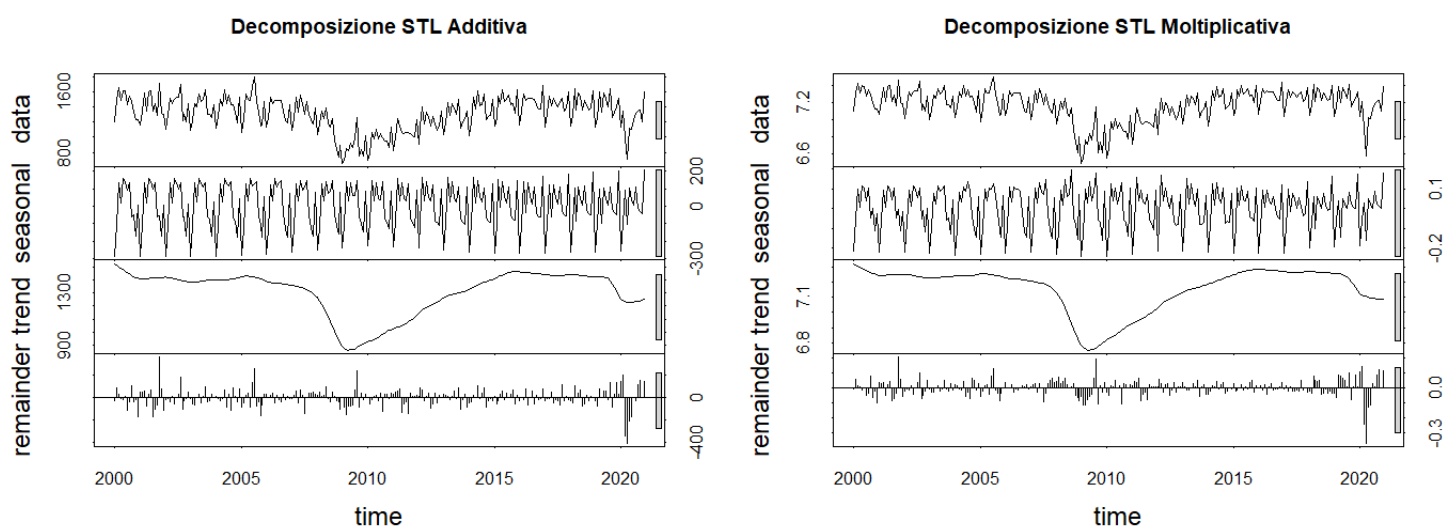 Decomposizione STL Additiva
data
800 1600
seasonal
-300 0 200
trend
900 1300
remainder
-400 0
2000 2005 2010 2015 2020
time
Decomposizione STL Moltiplicativa
data
6.6 7.2
seasonal
-0.2 0.1
trend
6.8 7.1
remainder
-0.3 0.0
2000 2005 2010 2015 2020
time